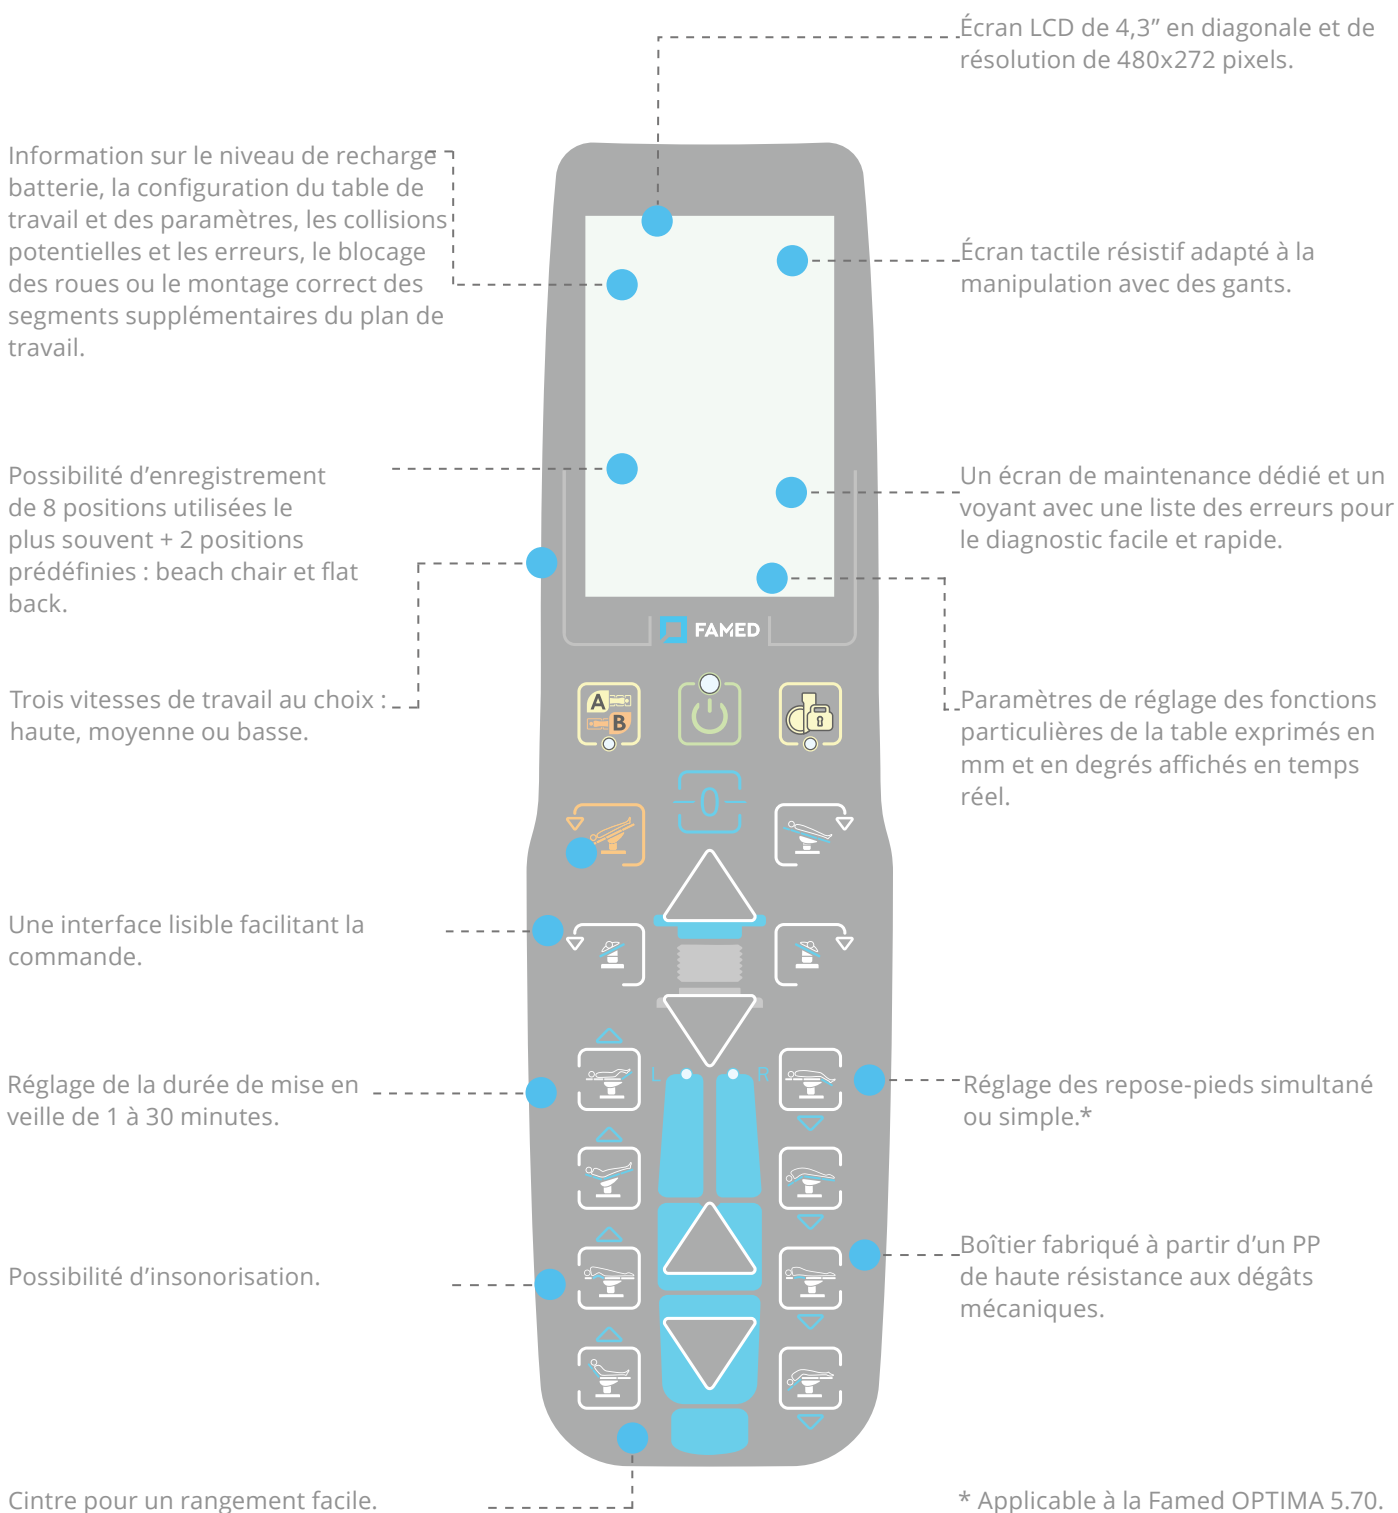 Écran LCD de 4,3” en diagonale et de
résolution de 480x272 pixels.
Information sur le niveau de recharge
batterie, la configuration du table de
travail et des paramètres, les collisions
potentielles et les erreurs, le blocage
des roues ou le montage correct des
segments supplémentaires du plan de
travail.
Écran tactile résistif adapté à la
manipulation avec des gants.
Possibilité d’enregistrement
de 8 positions utilisées le
plus souvent + 2 positions
prédéfinies : beach chair et flat
back.
Un écran de maintenance dédié et un
voyant avec une liste des erreurs pour
le diagnostic facile et rapide.
FAMED
Trois vitesses de travail au choix :
haute, moyenne ou basse.
A
B
Paramètres de réglage des fonctions
particulières de la table exprimés en
mm et en degrés affichés en temps
réel.
0
Une interface lisible facilitant la
commande.
L
R
Réglage de la durée de mise en
veille de 1 à 30 minutes.
Réglage des repose-pieds simultané
ou simple.*
Possibilité d’insonorisation.
Boîtier fabriqué à partir d’un PP
de haute résistance aux dégâts
mécaniques.
Cintre pour un rangement facile.
* Applicable à la Famed OPTIMA 5.70.